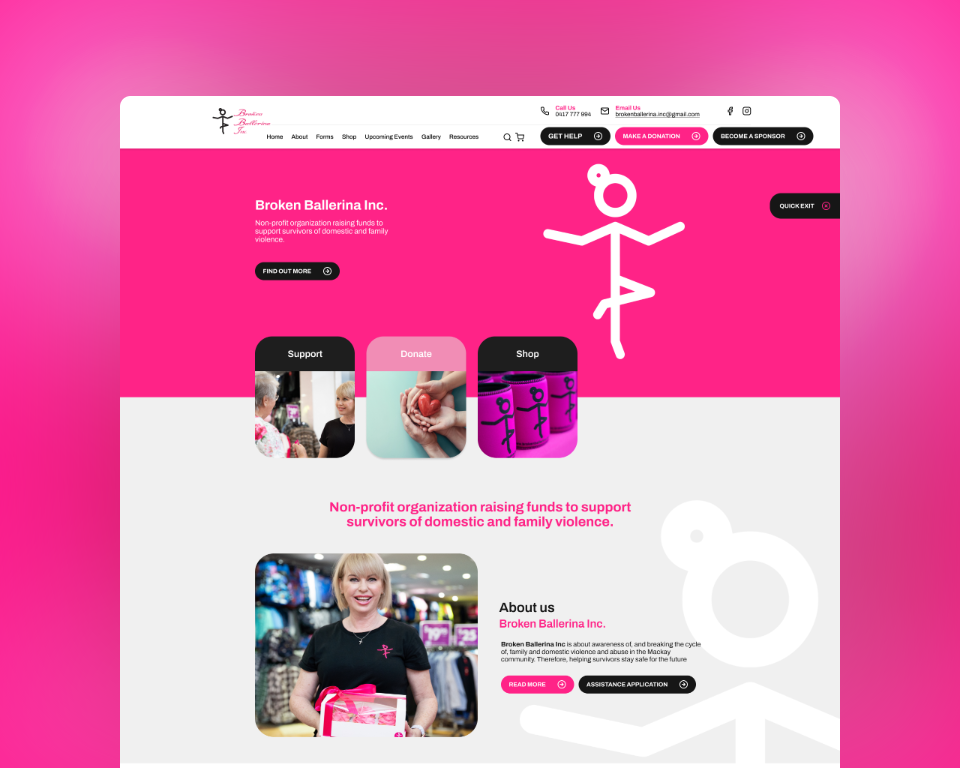 Broken
Ballerina
Inc
Call Us
0417 777 994
Email Us
brokenballerina.inc@gmail.com
Home About Forms Shop Upcoming Events Gallery Resources
GET HELP
MAKE A DONATION
BECOME A SPONSOR
Broken Ballerina Inc.
Non-profit organization raising funds to
support survivors of domestic and family
violence.
FIND OUT MORE
QUICK EXIT
Support
Donate
Shop
Non-profit organization raising funds to support
survivors of domestic and family violence.
About us
Broken Ballerina Inc.
Broken Ballerina Inc is about awareness of, and breaking the cycle
of, family and domestic violence and abuse in the Mackay
community. Therefore, helping survivors stay safe for the future
READ MORE
ASSISTANCE APPLICATION